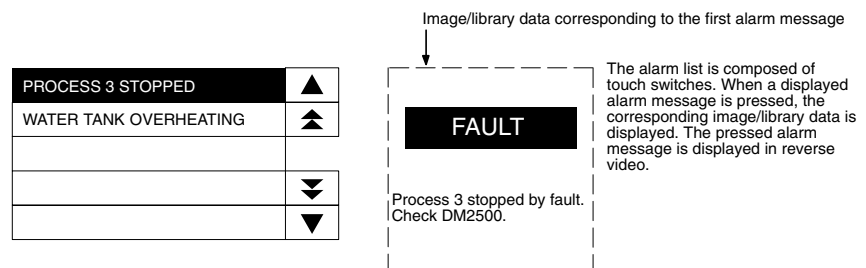 Image/library data corresponding to the first alarm message
PROCESS 3 STOPPED
WATER TANK OVERHEATING
FAULT
Process 3 stopped by fault.
Check DM2500.
The alarm list is composed of
touch switches. When a displayed
alarm message is pressed, the
corresponding image/library data is
displayed. The pressed alarm
message is displayed in reverse
video.